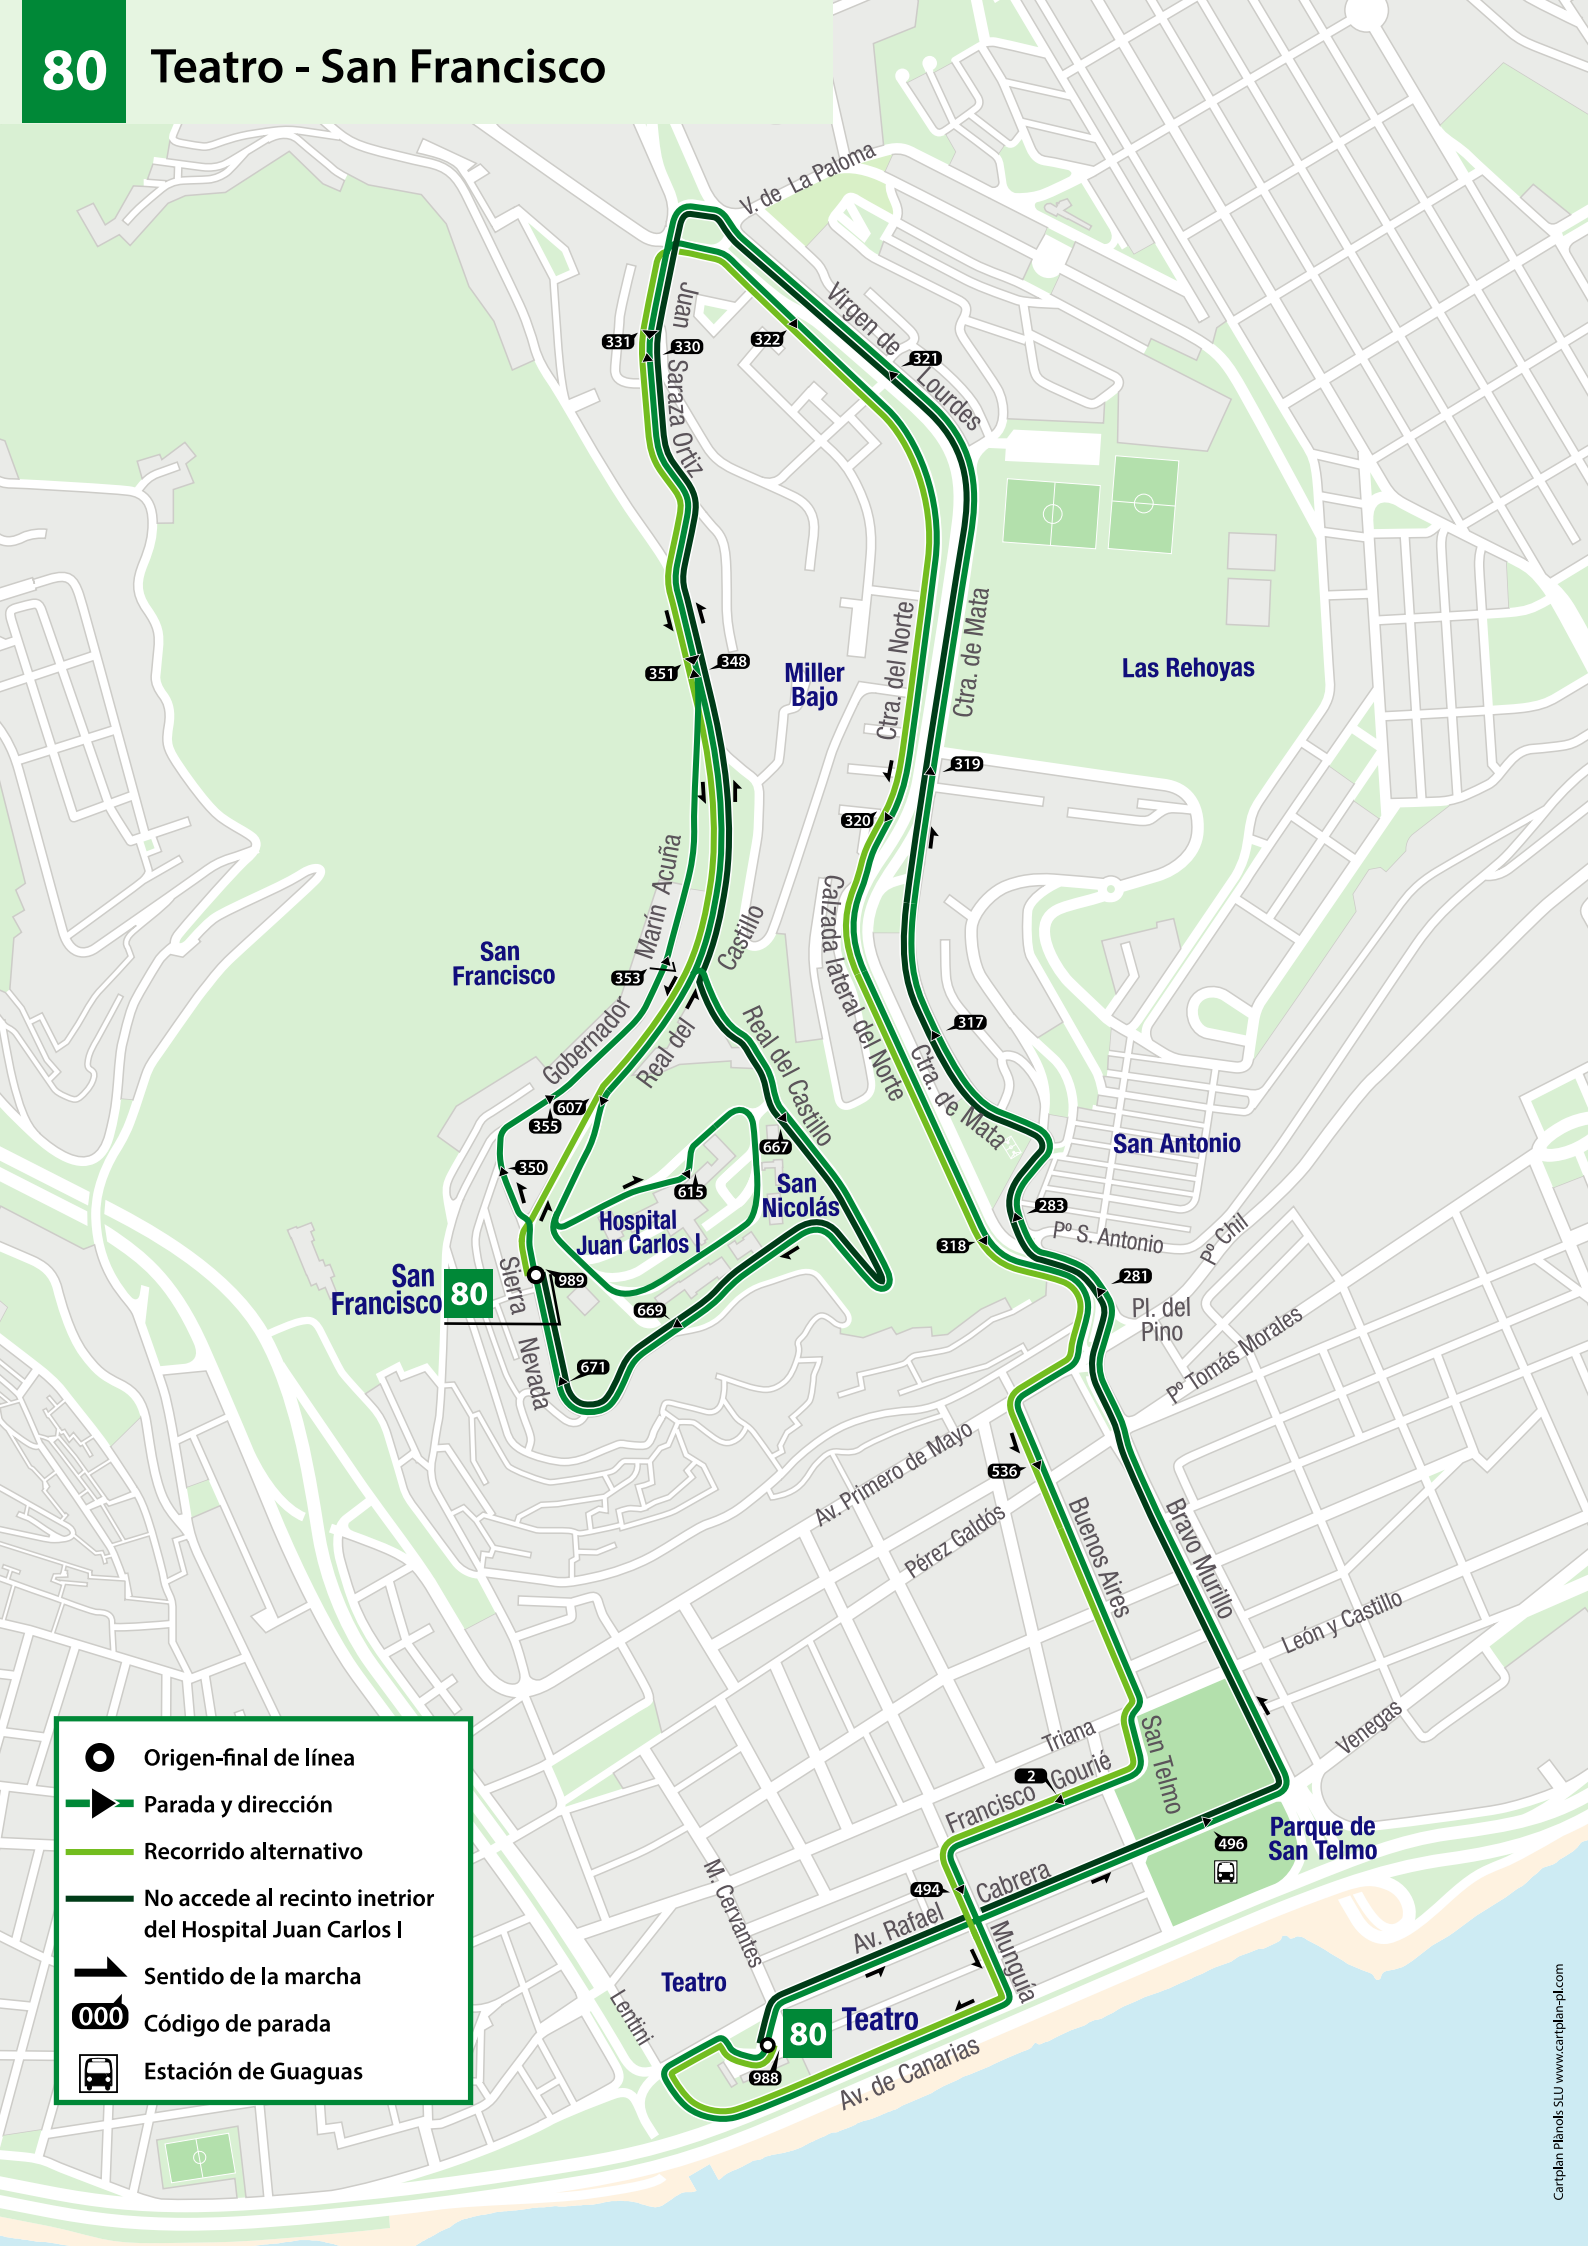 80
Teatro - San Francisco
V. de La Paloma
Juan Saraza Ortiz
Virgen de Lourdes
331
330
322
321
351
348
Miller
Bajo
Ctra. del Norte
Ctra. de Mata
Las Rehoyas
319
320
Marín Acuña
Gobernador
Castillo
Real del
Calzada lateral del Norte
San
Francisco
353
317
Real del Castillo
Ctra. de Mata
607
355
350
667
615
San
Nicolás
Hospital
Juan Carlos I
San Antonio
283
Pº S. Antonio
Pº Chil
318
281
Pl. del
Pino
Pº Tomás Morales
San
Francisco
80
989
Sierra Nevada
669
671
Av. Primero de Mayo
Pérez Galdós
536
Buenos Aires
Bravo Murillo
León y Castillo
Venegas
Triana
San Telmo
2
Francisco Gourié
496
Parque de
San Telmo
494
Av. Rafael Cabrera
M. Cervantes
Munguía
Teatro
Lentini
80
Teatro
988
Av. de Canarias
Origen-final de línea
Parada y dirección
Recorrido alternativo
No accede al recinto inetrior
del Hospital Juan Carlos I
Sentido de la marcha
000
Código de parada
Estación de Guaguas
Cartplan Plànols SLU www.cartplan-pl.com